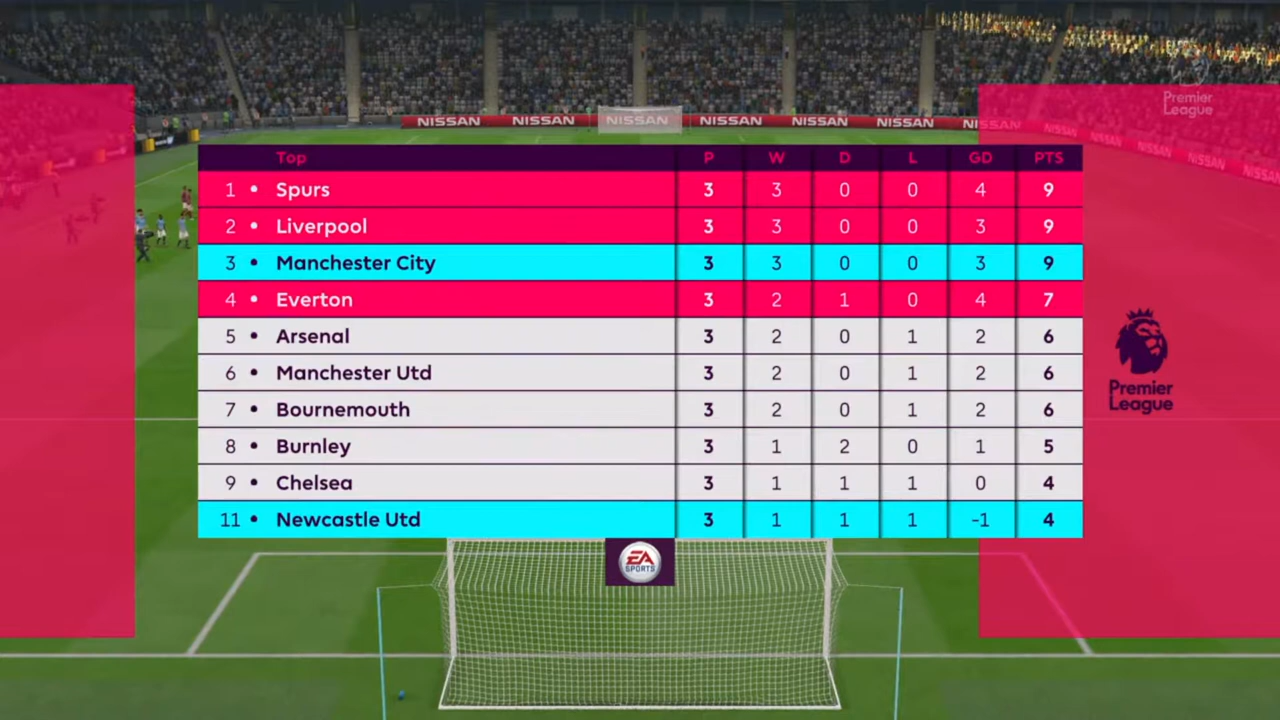 Premier
League
NISSAN NISSAN NISSAN NISSAN NISSAN NISSAN NISSAN NISSAN NISSAN NISSAN NISSAN
Top P W D L GD PTS
1 • Spurs 3 3 0 0 4 9
2 • Liverpool 3 3 0 0 3 9
3 • Manchester City 3 3 0 0 3 9
4 • Everton 3 2 1 0 4 7
5 • Arsenal 3 2 0 1 2 6
6 • Manchester Utd 3 2 0 1 2 6
7 • Bournemouth 3 2 0 1 2 6
8 • Burnley 3 1 2 0 1 5
9 • Chelsea 3 1 1 1 0 4
11 • Newcastle Utd 3 1 1 1 -1 4
Premier
League
EA
SPORTS